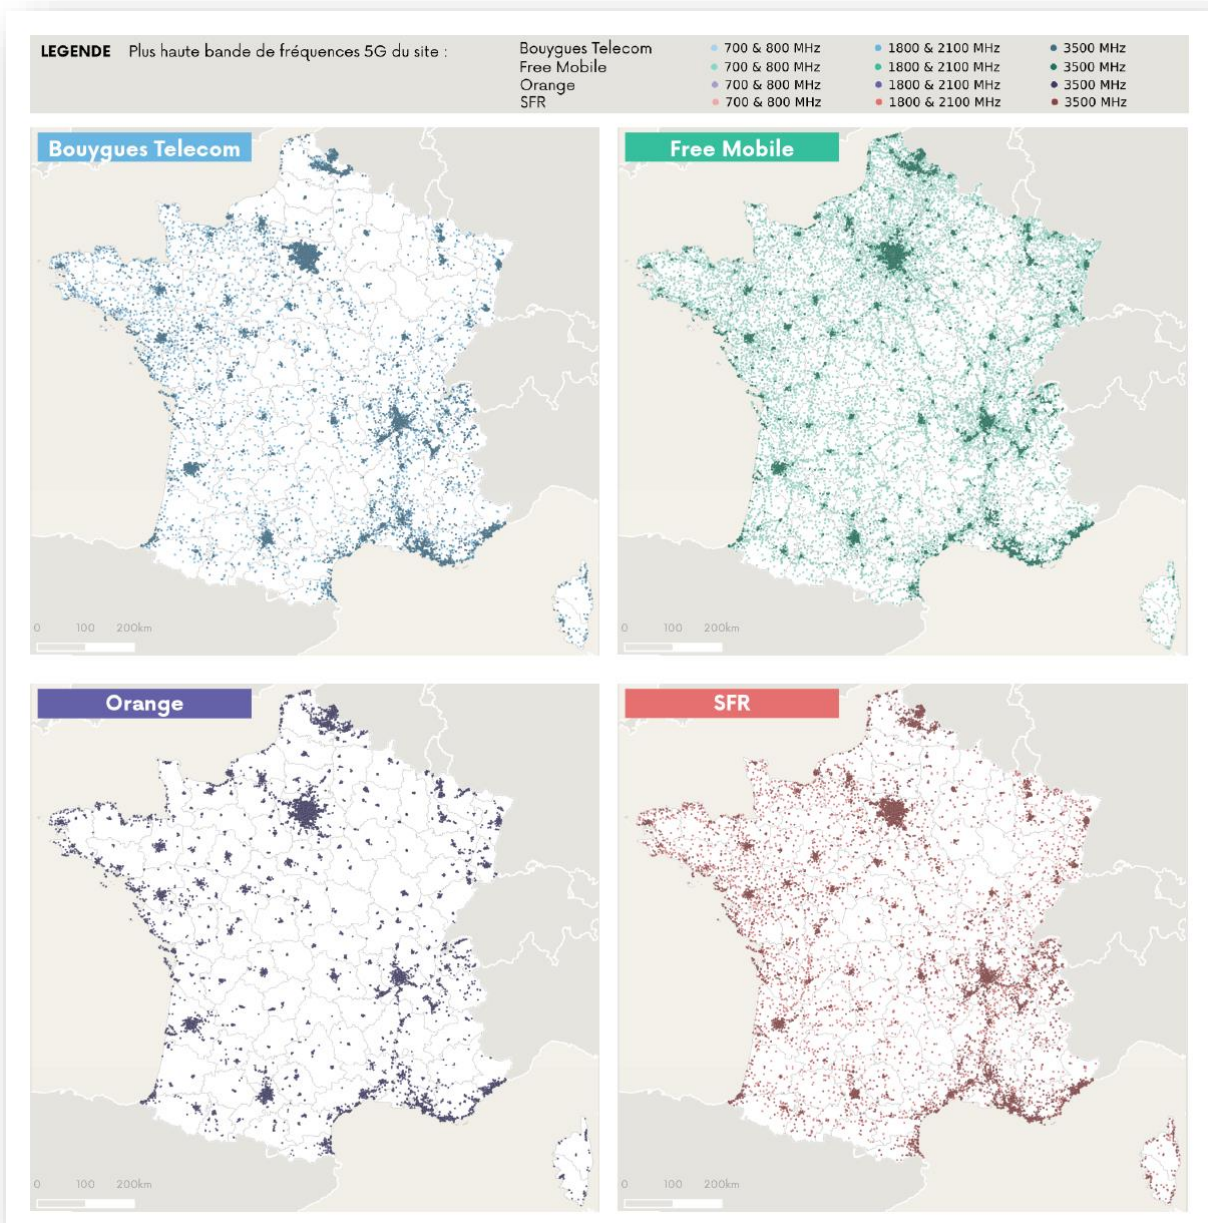 LEGENDE Plus haute bande de fréquences 5G du site :
Bouygues Telecom 700 & 800 MHz 1800 & 2100 MHz 3500 MHz
Free Mobile 700 & 800 MHz 1800 & 2100 MHz 3500 MHz
Orange 700 & 800 MHz 1800 & 2100 MHz 3500 MHz
SFR 700 & 800 MHz 1800 & 2100 MHz 3500 MHz
Bouygues Telecom
0 100 200km
Free Mobile
0 100 200km
Orange
0 100 200km
SFR
0 100 200km